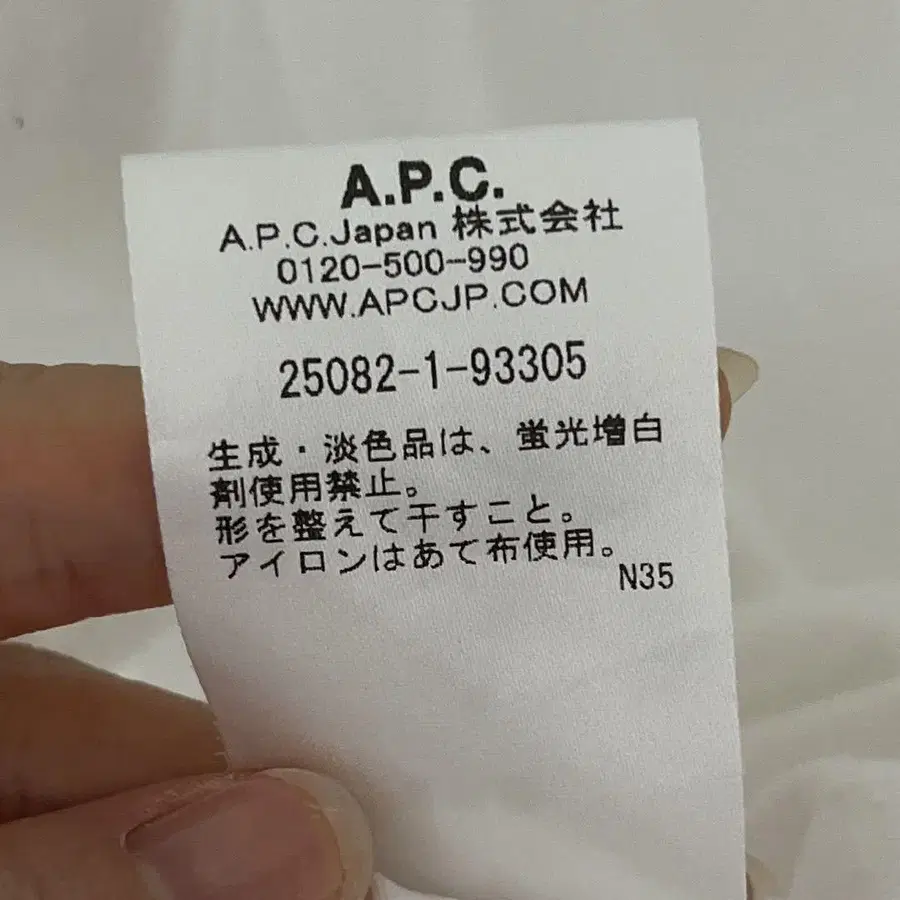 A.P.C.
A.P.C.Japan 株式会社
0120-500-990
WWW.APCJP.COM
25082-1-93305
生成・淡色品は、蛍光増白
剤使用禁止。
形を整えて干すこと。
アイロンはあて布使用。
N35